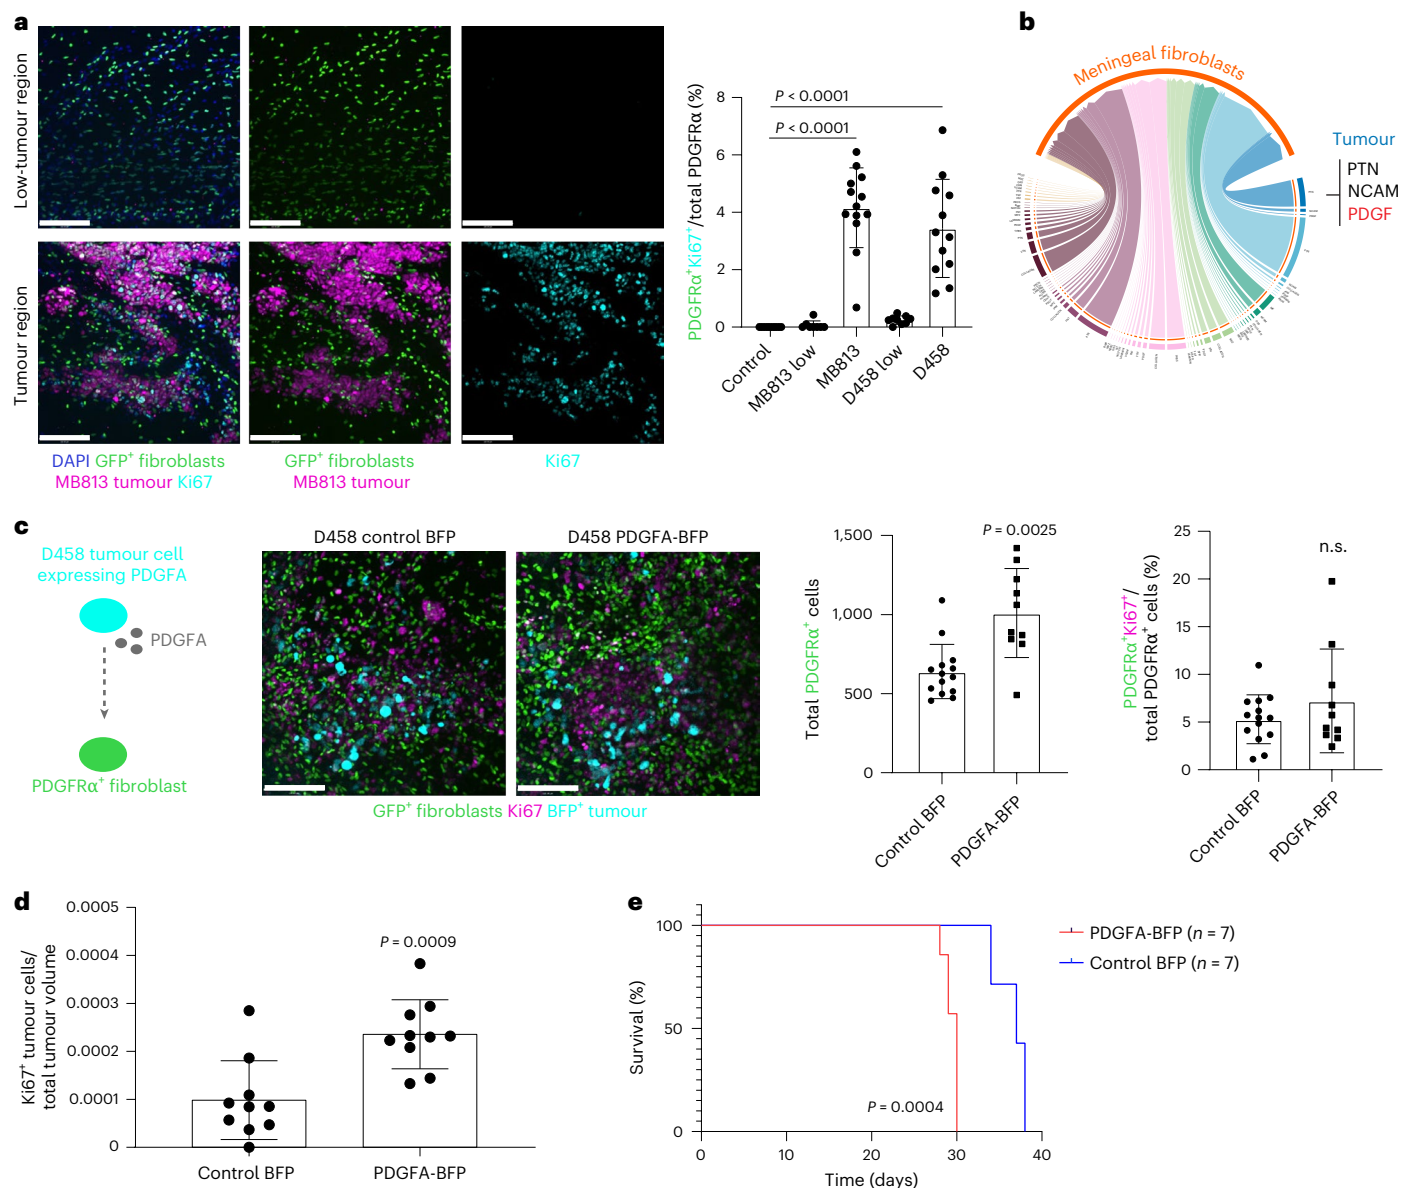 a
Low-tumour region
Tumour region
DAPI GFP⁺ fibroblasts
MB813 tumour Ki67
GFP⁺ fibroblasts
MB813 tumour
Ki67
PDGFRα⁺Ki67⁺/total PDGFRα (%)
8
6
4
2
0
P < 0.0001
P < 0.0001
Control
MB813 low
MB813
D458 low
D458
b
Meningeal fibroblasts
Tumour
PTN
NCAM
PDGF
c
D458 tumour cell
expressing PDGFA
PDGFA
PDGFRα⁺ fibroblast
D458 control BFP
D458 PDGFA-BFP
GFP⁺ fibroblasts Ki67 BFP⁺ tumour
Total PDGFRα⁺ cells
1,500
1,000
500
0
P = 0.0025
Control BFP
PDGFA-BFP
PDGFRα⁺Ki67⁺/
total PDGFRα⁺ cells (%)
25
20
15
10
5
0
n.s.
Control BFP
PDGFA-BFP
d
Ki67⁺ tumour cells/
total tumour volume
0.0005
0.0004
0.0003
0.0002
0.0001
0
P = 0.0009
Control BFP
PDGFA-BFP
e
Survival (%)
100
50
0
P = 0.0004
0
10
20
30
40
Time (days)
PDGFA-BFP (n = 7)
Control BFP (n = 7)